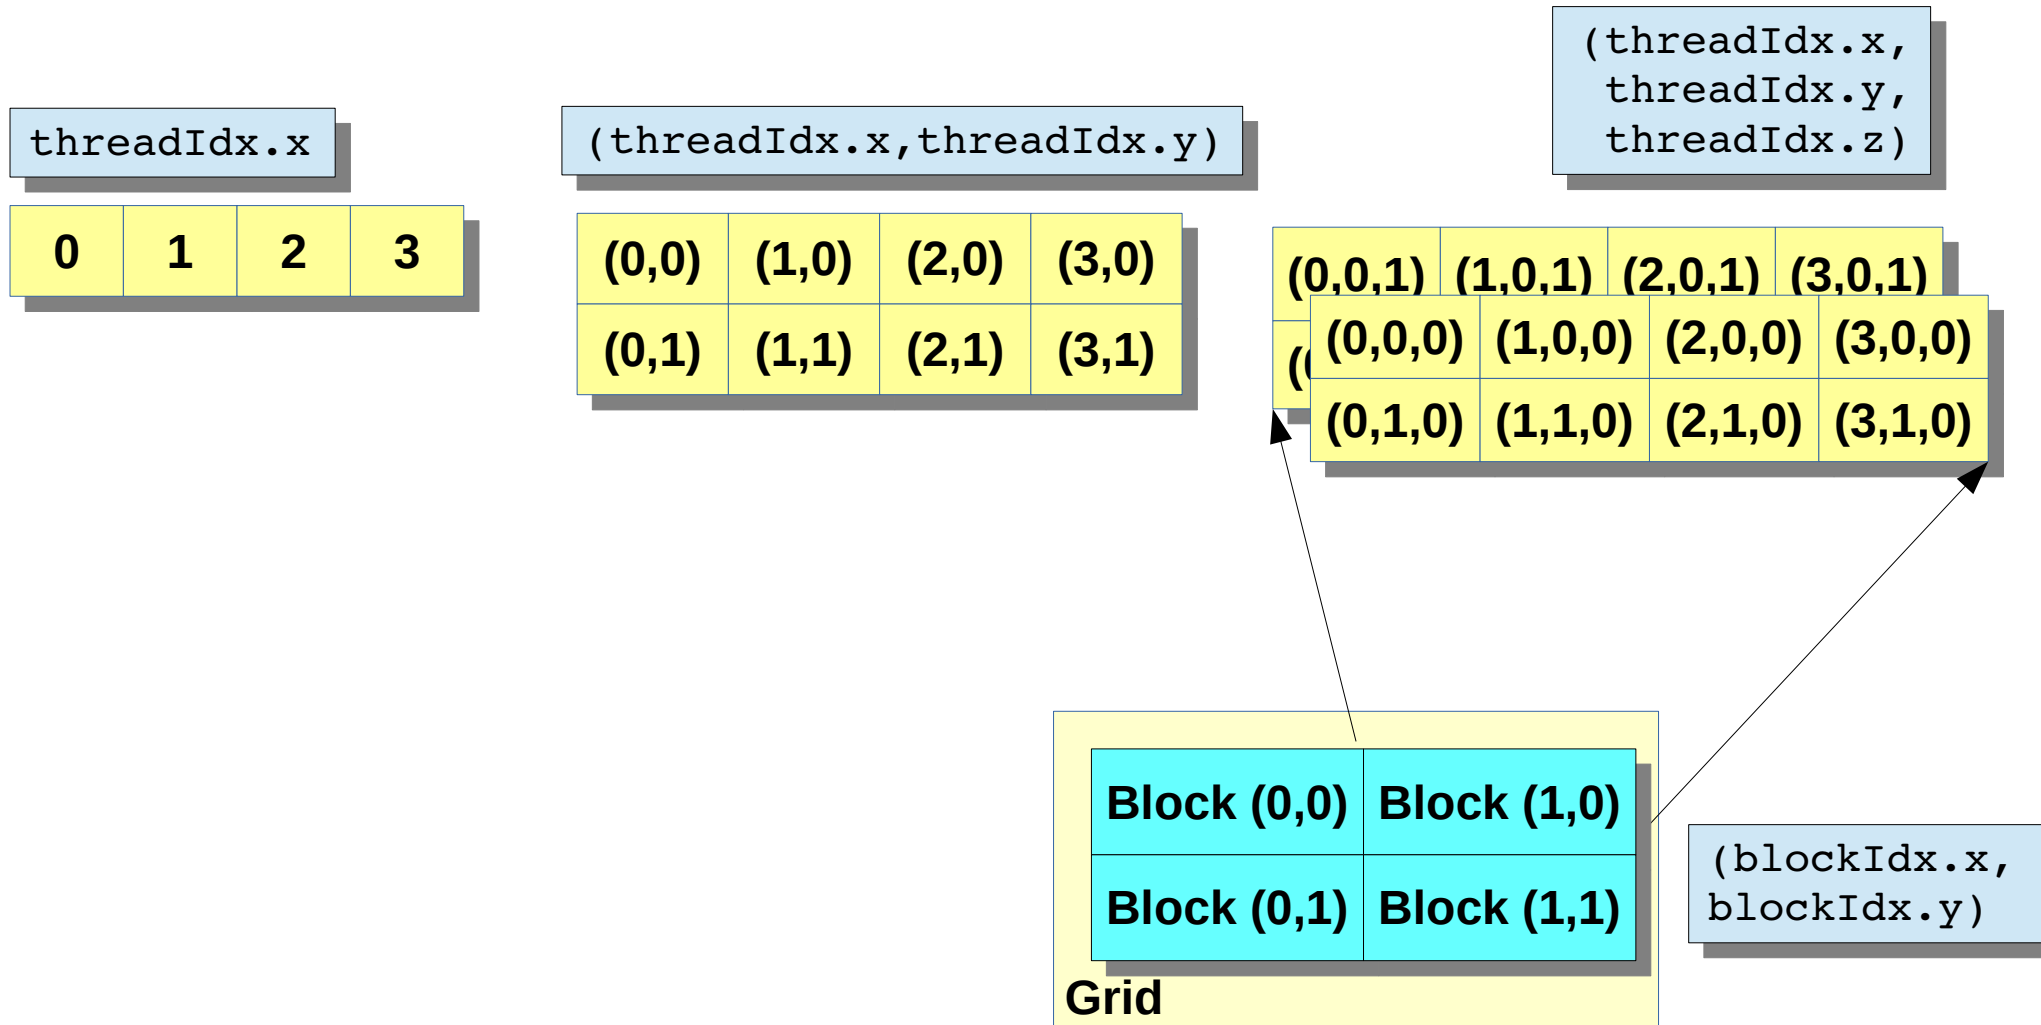 threadIdx.x
0 1 2 3
(threadIdx.x,threadIdx.y)
(0,0) (1,0) (2,0) (3,0)
(0,1) (1,1) (2,1) (3,1)
(threadIdx.x,
threadIdx.y,
threadIdx.z)
(0,0,1) (1,0,1) (2,0,1) (3,0,1)
(0,0,0) (1,0,0) (2,0,0) (3,0,0)
(0,1,0) (1,1,0) (2,1,0) (3,1,0)
Block (0,0) Block (1,0)
Block (0,1) Block (1,1)
Grid
(blockIdx.x,
blockIdx.y)